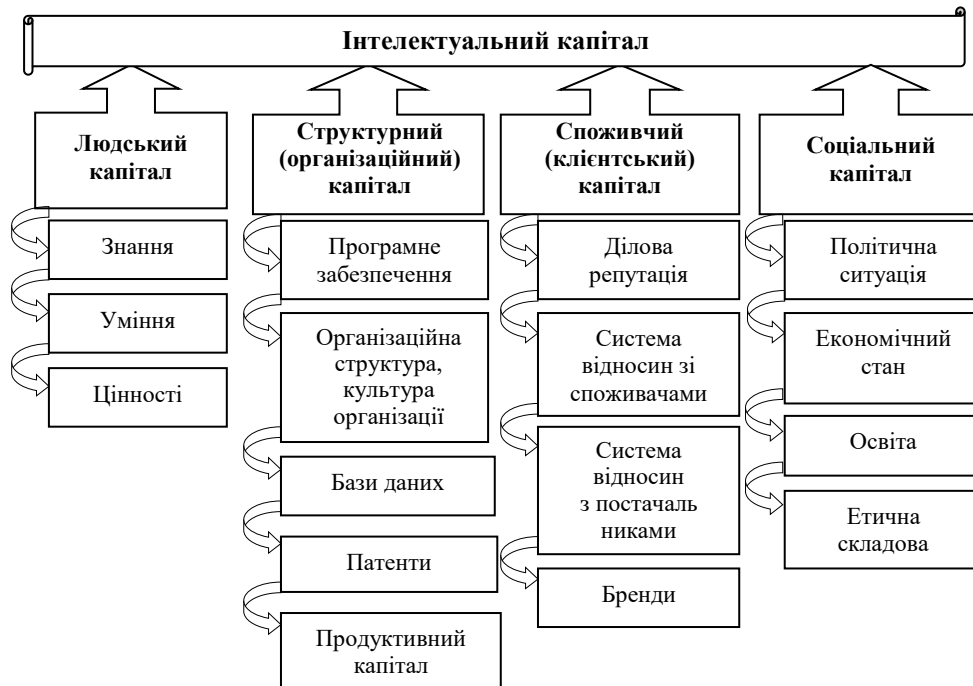 Інтелектуальний капітал
Людський
капітал
Знання
Уміння
Цінності
Структурний
(організаційний)
капітал
Програмне
забезпечення
Організаційна
структура,
культура
організації
Бази даних
Патенти
Продуктивний
капітал
Споживчий
(клієнтський)
капітал
Ділова
репутація
Система
відносин зі
споживачами
Система
відносин
з постачаль
никами
Бренди
Соціальний
капітал
Політична
ситуація
Економічний
стан
Освіта
Етична
складова